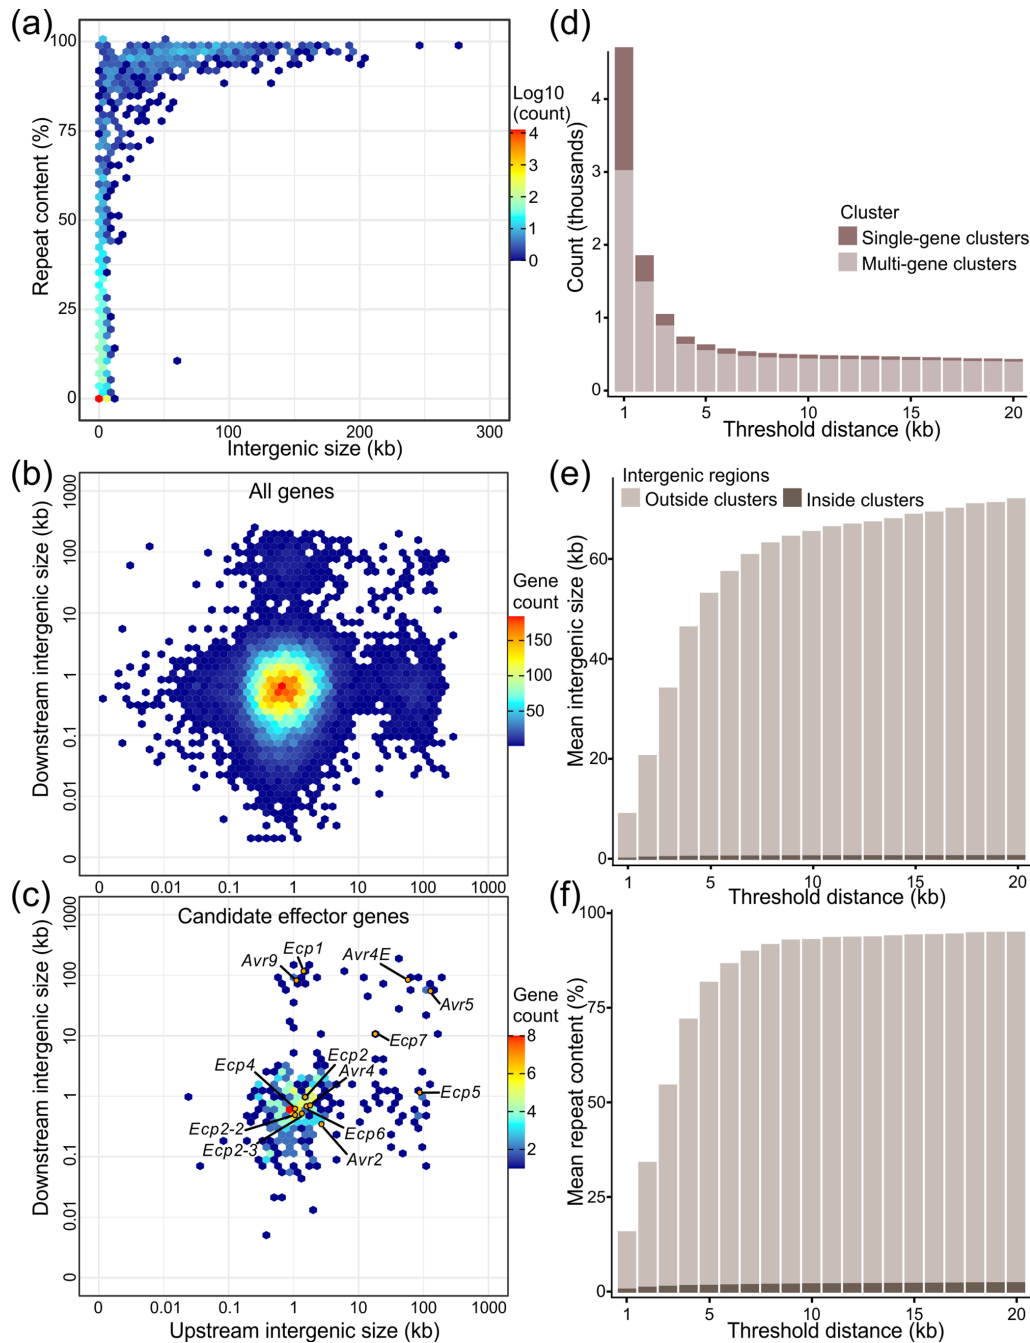 (a)
100
75
50
25
0
Repeat content (%)
0 100 200 300
Intergenic size (kb)
Log10
(count)
4
3
2
1
0
(b)
All genes
1000
100
10
1
0.1
0.01
0
Downstream intergenic size (kb)
0 0.01 0.1 1 10 100 1000
Gene
count
150
100
50
(c)
Candidate effector genes
1000
100
10
1
0.1
0.01
0
Downstream intergenic size (kb)
Ecp1
Avr9
Avr4E
Avr5
Ecp7
Ecp4
Ecp2
Avr4
Ecp5
Ecp2-2
Ecp6
Ecp2-3
Avr2
0 0.01 0.1 1 10 100 1000
Upstream intergenic size (kb)
Gene
count
8
6
4
2
(d)
4
3
2
1
0
Count (thousands)
Cluster
Single-gene clusters
Multi-gene clusters
1 5 10 15 20
Threshold distance (kb)
(e)
Intergenic regions
Outside clusters Inside clusters
60
40
20
0
Mean intergenic size (kb)
1 5 10 15 20
Threshold distance (kb)
(f)
100
75
50
25
0
Mean repeat content (%)
1 5 10 15 20
Threshold distance (kb)